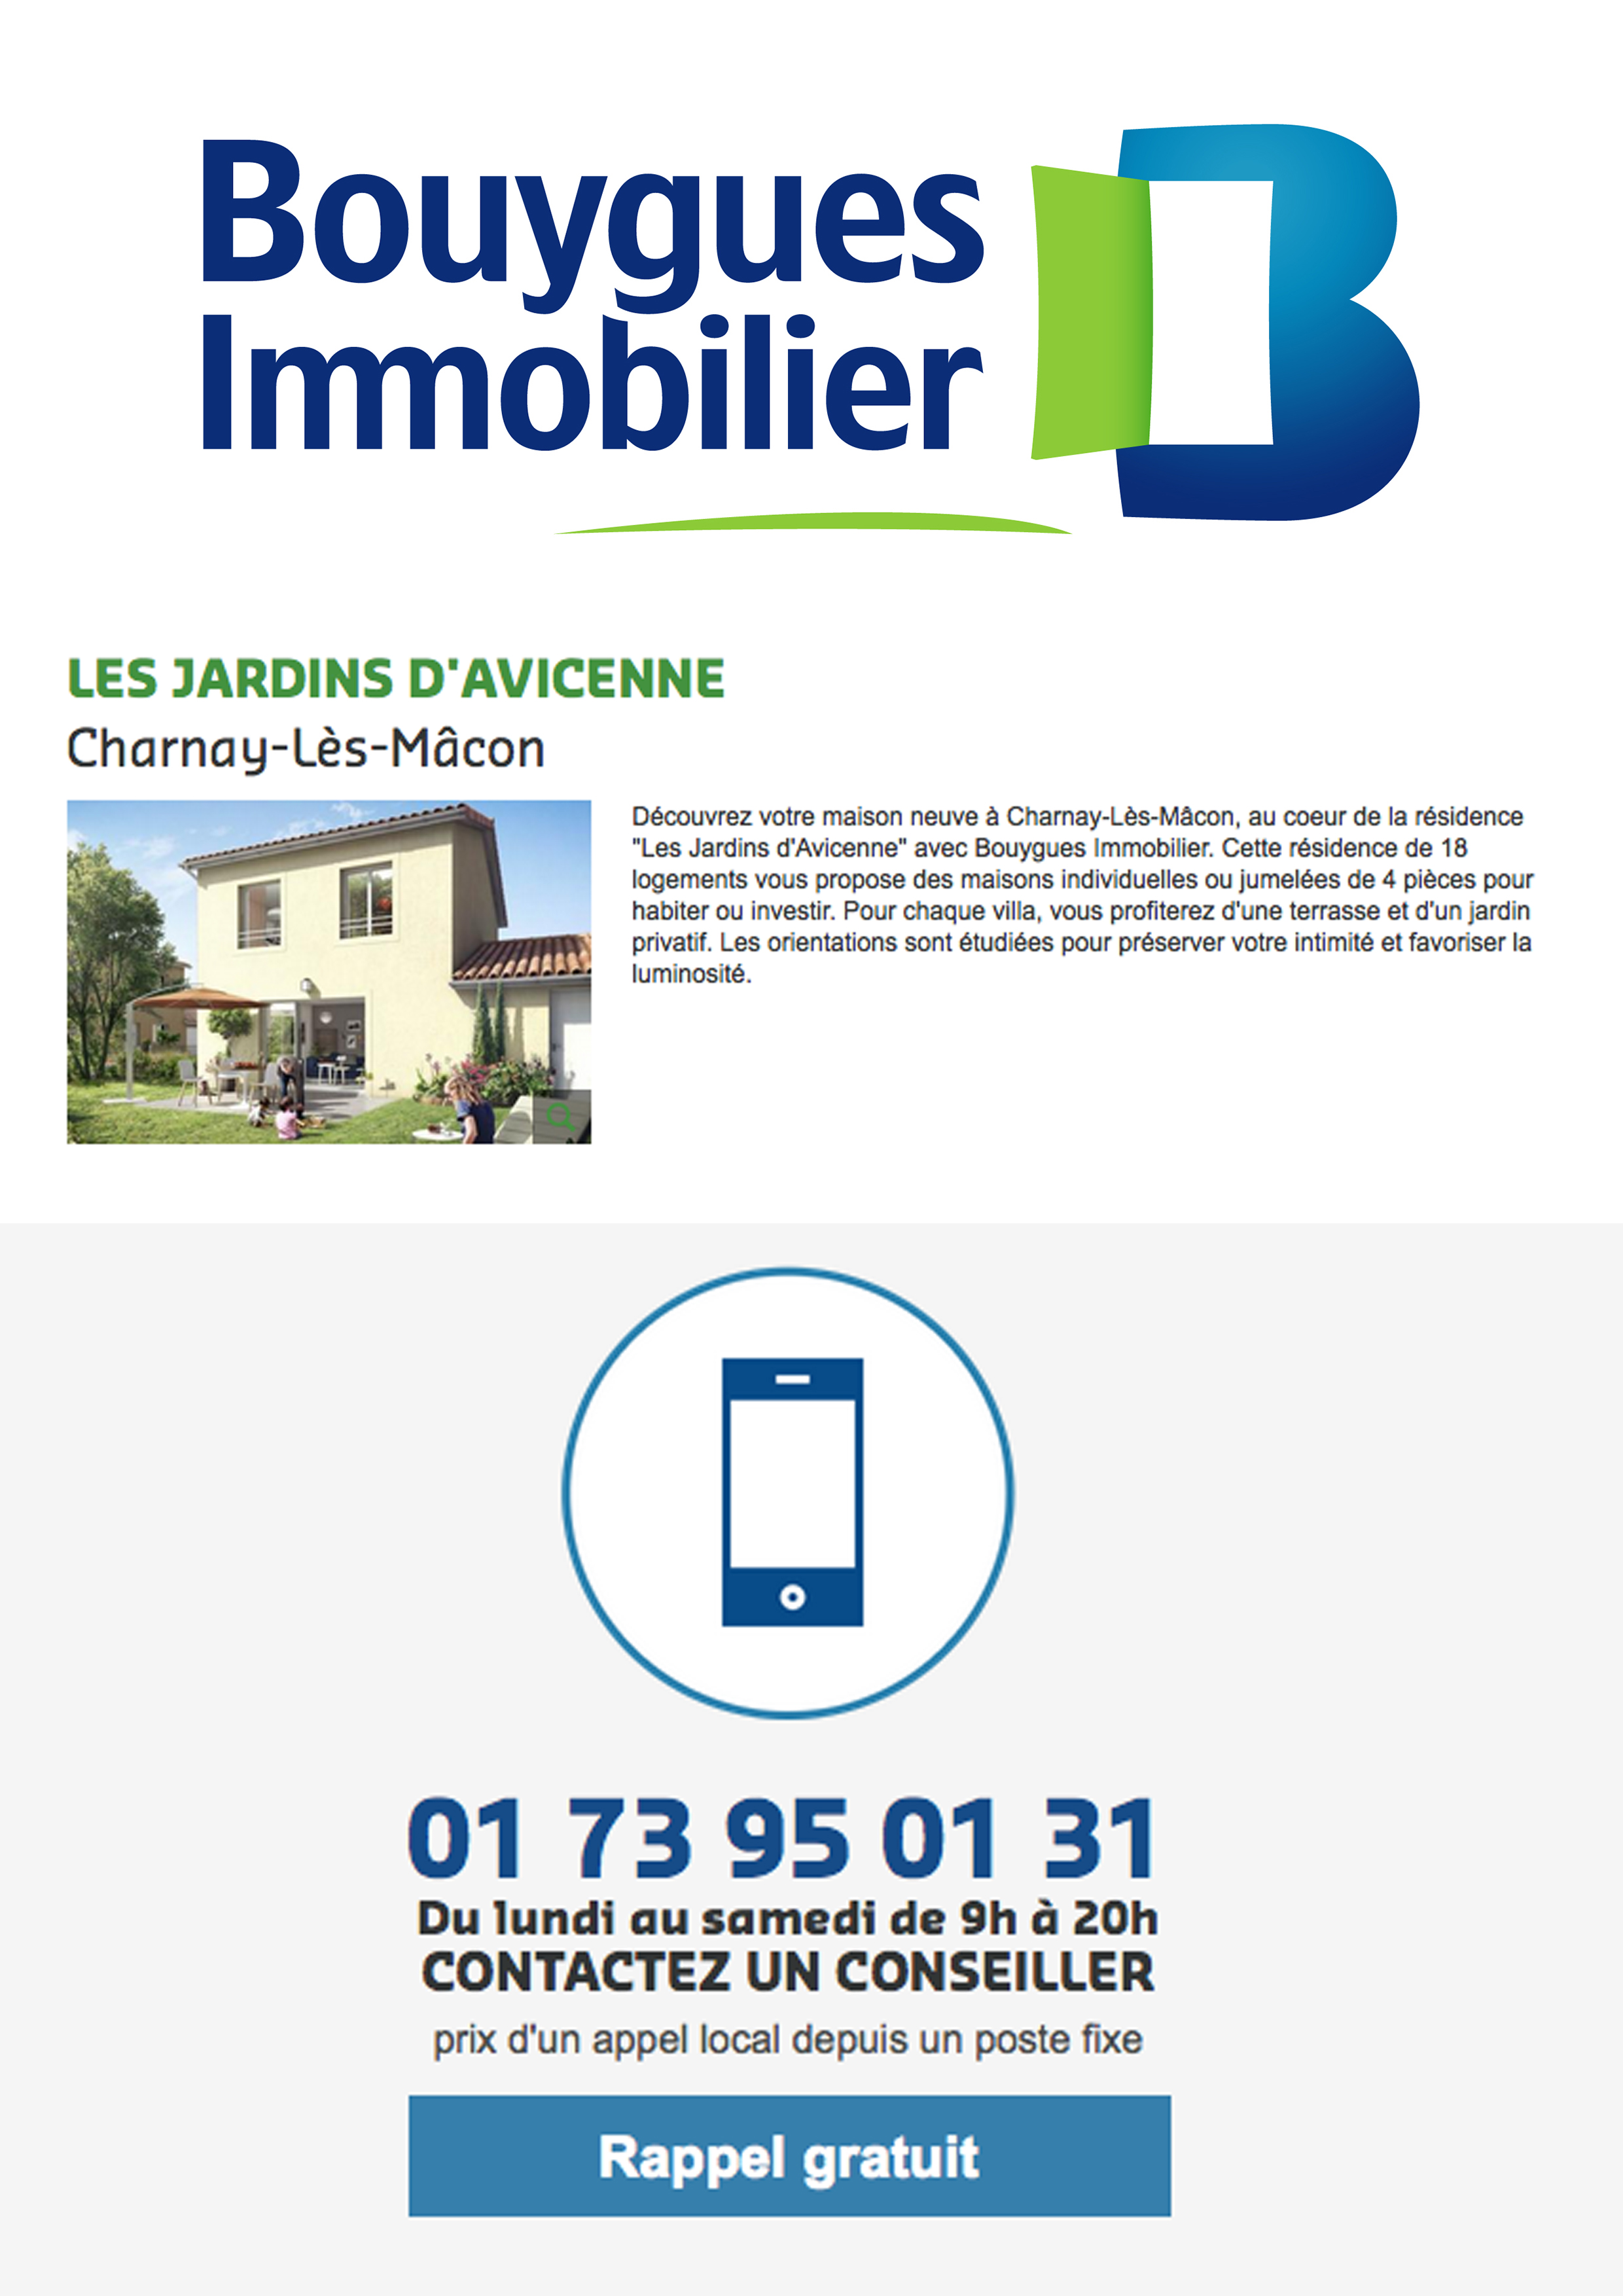 Bouygues
Immobilier
LES JARDINS D'AVICENNE
Charnay-Lès-Mâcon
Découvrez votre maison neuve à Charnay-Lès-Mâcon, au coeur de la résidence
"Les Jardins d'Avicenne" avec Bouygues Immobilier. Cette résidence de 18
logements vous propose des maisons individuelles ou jumelées de 4 pièces pour
habiter ou investir. Pour chaque villa, vous profiterez d'une terrasse et d'un jardin
privatif. Les orientations sont étudiées pour préserver votre intimité et favoriser la
luminosité.
01 73 95 01 31
Du lundi au samedi de 9h à 20h
CONTACTEZ UN CONSEILLER
prix d'un appel local depuis un poste fixe
Rappel gratuit